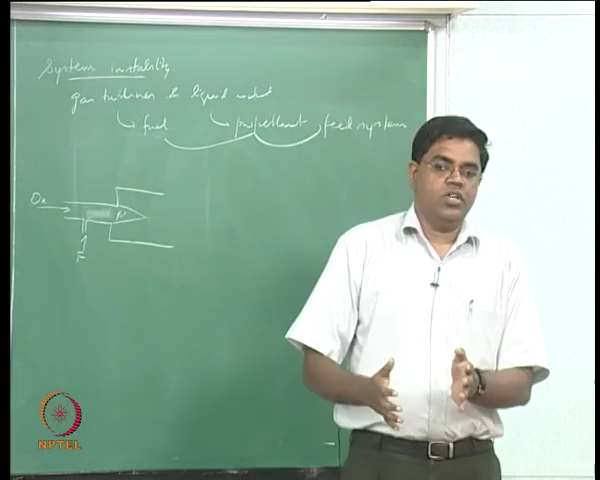 System instability
gas turbines & liquid rocket
fuel propellant feed system
Ox
F
NPTEL